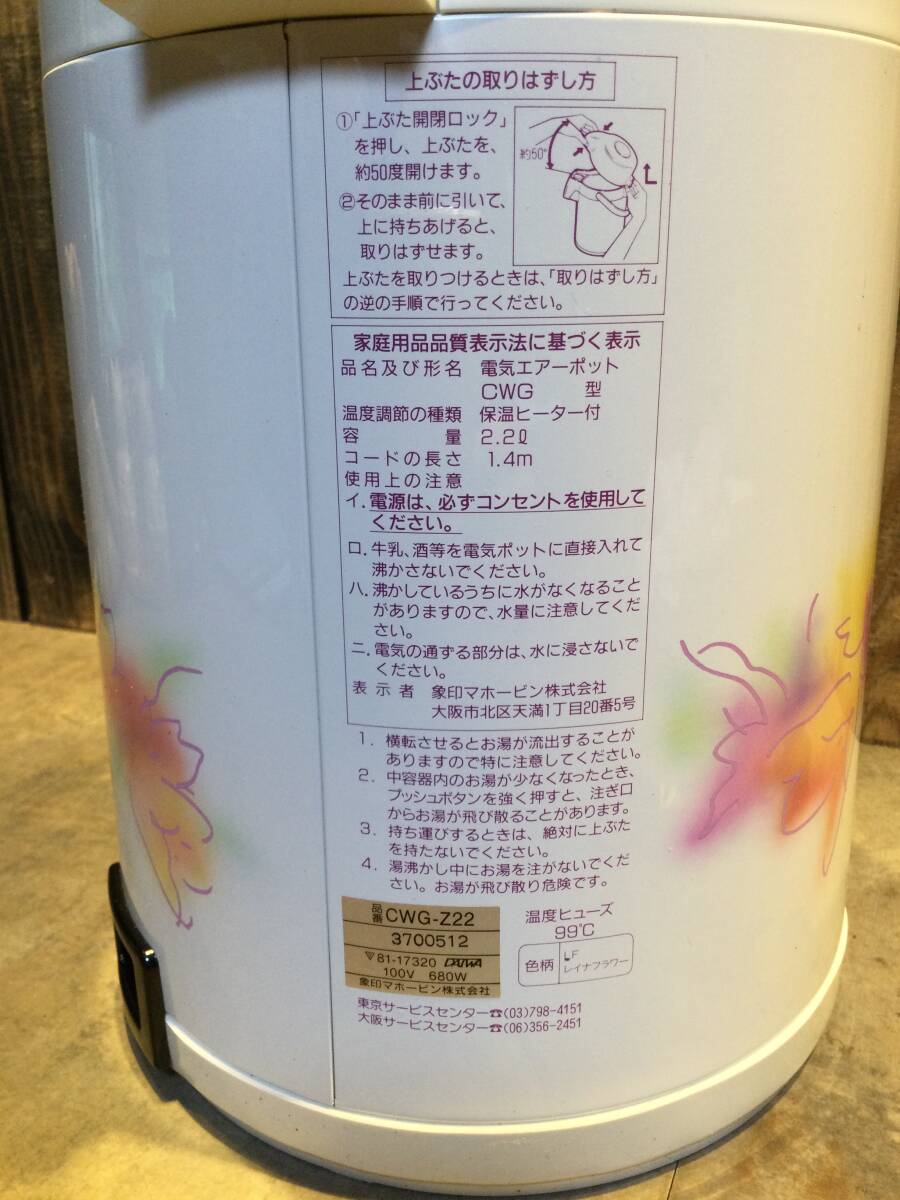 上ぶたの取りはずし方
①「上ぶた開閉ロック」
を押し、上ぶたを、
約50度開けます。
②そのまま前に引いて、
上に持ちあげると、
取りはずせます。
約50°
上ぶたを取りつけるときは、「取りはずし方」
の逆の手順で行ってください。
家庭用品品質表示法に基づく表示
品名及び形名 電気エアーポット
CWG 型
温度調節の種類 保温ヒーター付
容量 2.2ℓ
コードの長さ 1.4m
使用上の注意
イ.電源は、必ずコンセントを使用して
ください。
ロ.牛乳、酒等を電気ポットに直接入れて
沸かさないでください。
ハ.沸かしているうちに水がなくなること
がありますので、水量に注意してくだ
さい。
ニ.電気の通ずる部分は、水に浸さないで
ください。
表示者 象印マホービン株式会社
大阪市北区天満1丁目20番5号
1. 横転させるとお湯が流出することが
ありますので特に注意してください。
2. 中容器内のお湯が少なくなったとき、
プッシュボタンを強く押すと、注ぎ口
からお湯が飛び散ることがあります。
3. 持ち運びするときは、絶対に上ぶた
を持たないでください。
4. 湯沸かし中にお湯を注がないでくだ
さい。お湯が飛び散り危険です。
品番 CWG-Z22
3700512
▽81-17320 DAIWA
100V 680W
象印マホービン株式会社
温度ヒューズ
99℃
色柄 LF
レイナフラワー
東京サービスセンター☎(03)798-4151
大阪サービスセンター☎(06)356-2451